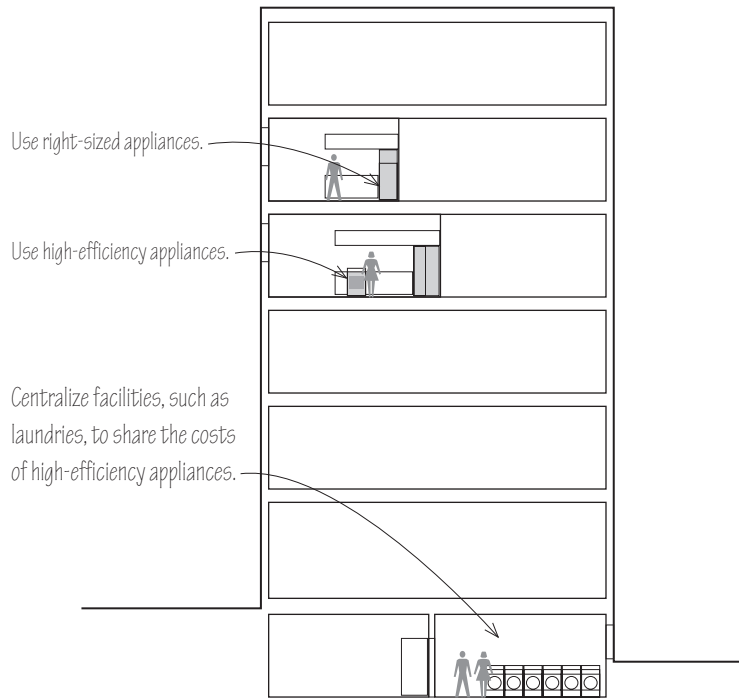 Use right-sized appliances.
Use high-efficiency appliances.
Centralize facilities, such as
laundries, to share the costs
of high-efficiency appliances.